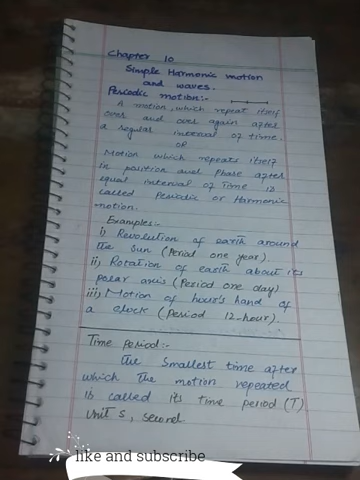 Chapter 10
Simple Harmonic motion
and waves.
Periodic motion:-
A motion, which repeat itself
over and over again after
a regular interval of time.
OR
Motion which repeats itself
in position and phase after
equal interval of Time is
called Periodic or Harmonic
motion.
Examples:-
i) Revolution of earth around
the sun (Period one year).
ii) Rotation of earth about its
polar axis (Period one day)
iii) Motion of hour's hand of
a clock (Period 12-hour).
Time period:-
The smallest time after
which the motion repeated
is called its time period (T)
Unit s, second
like and subscribe